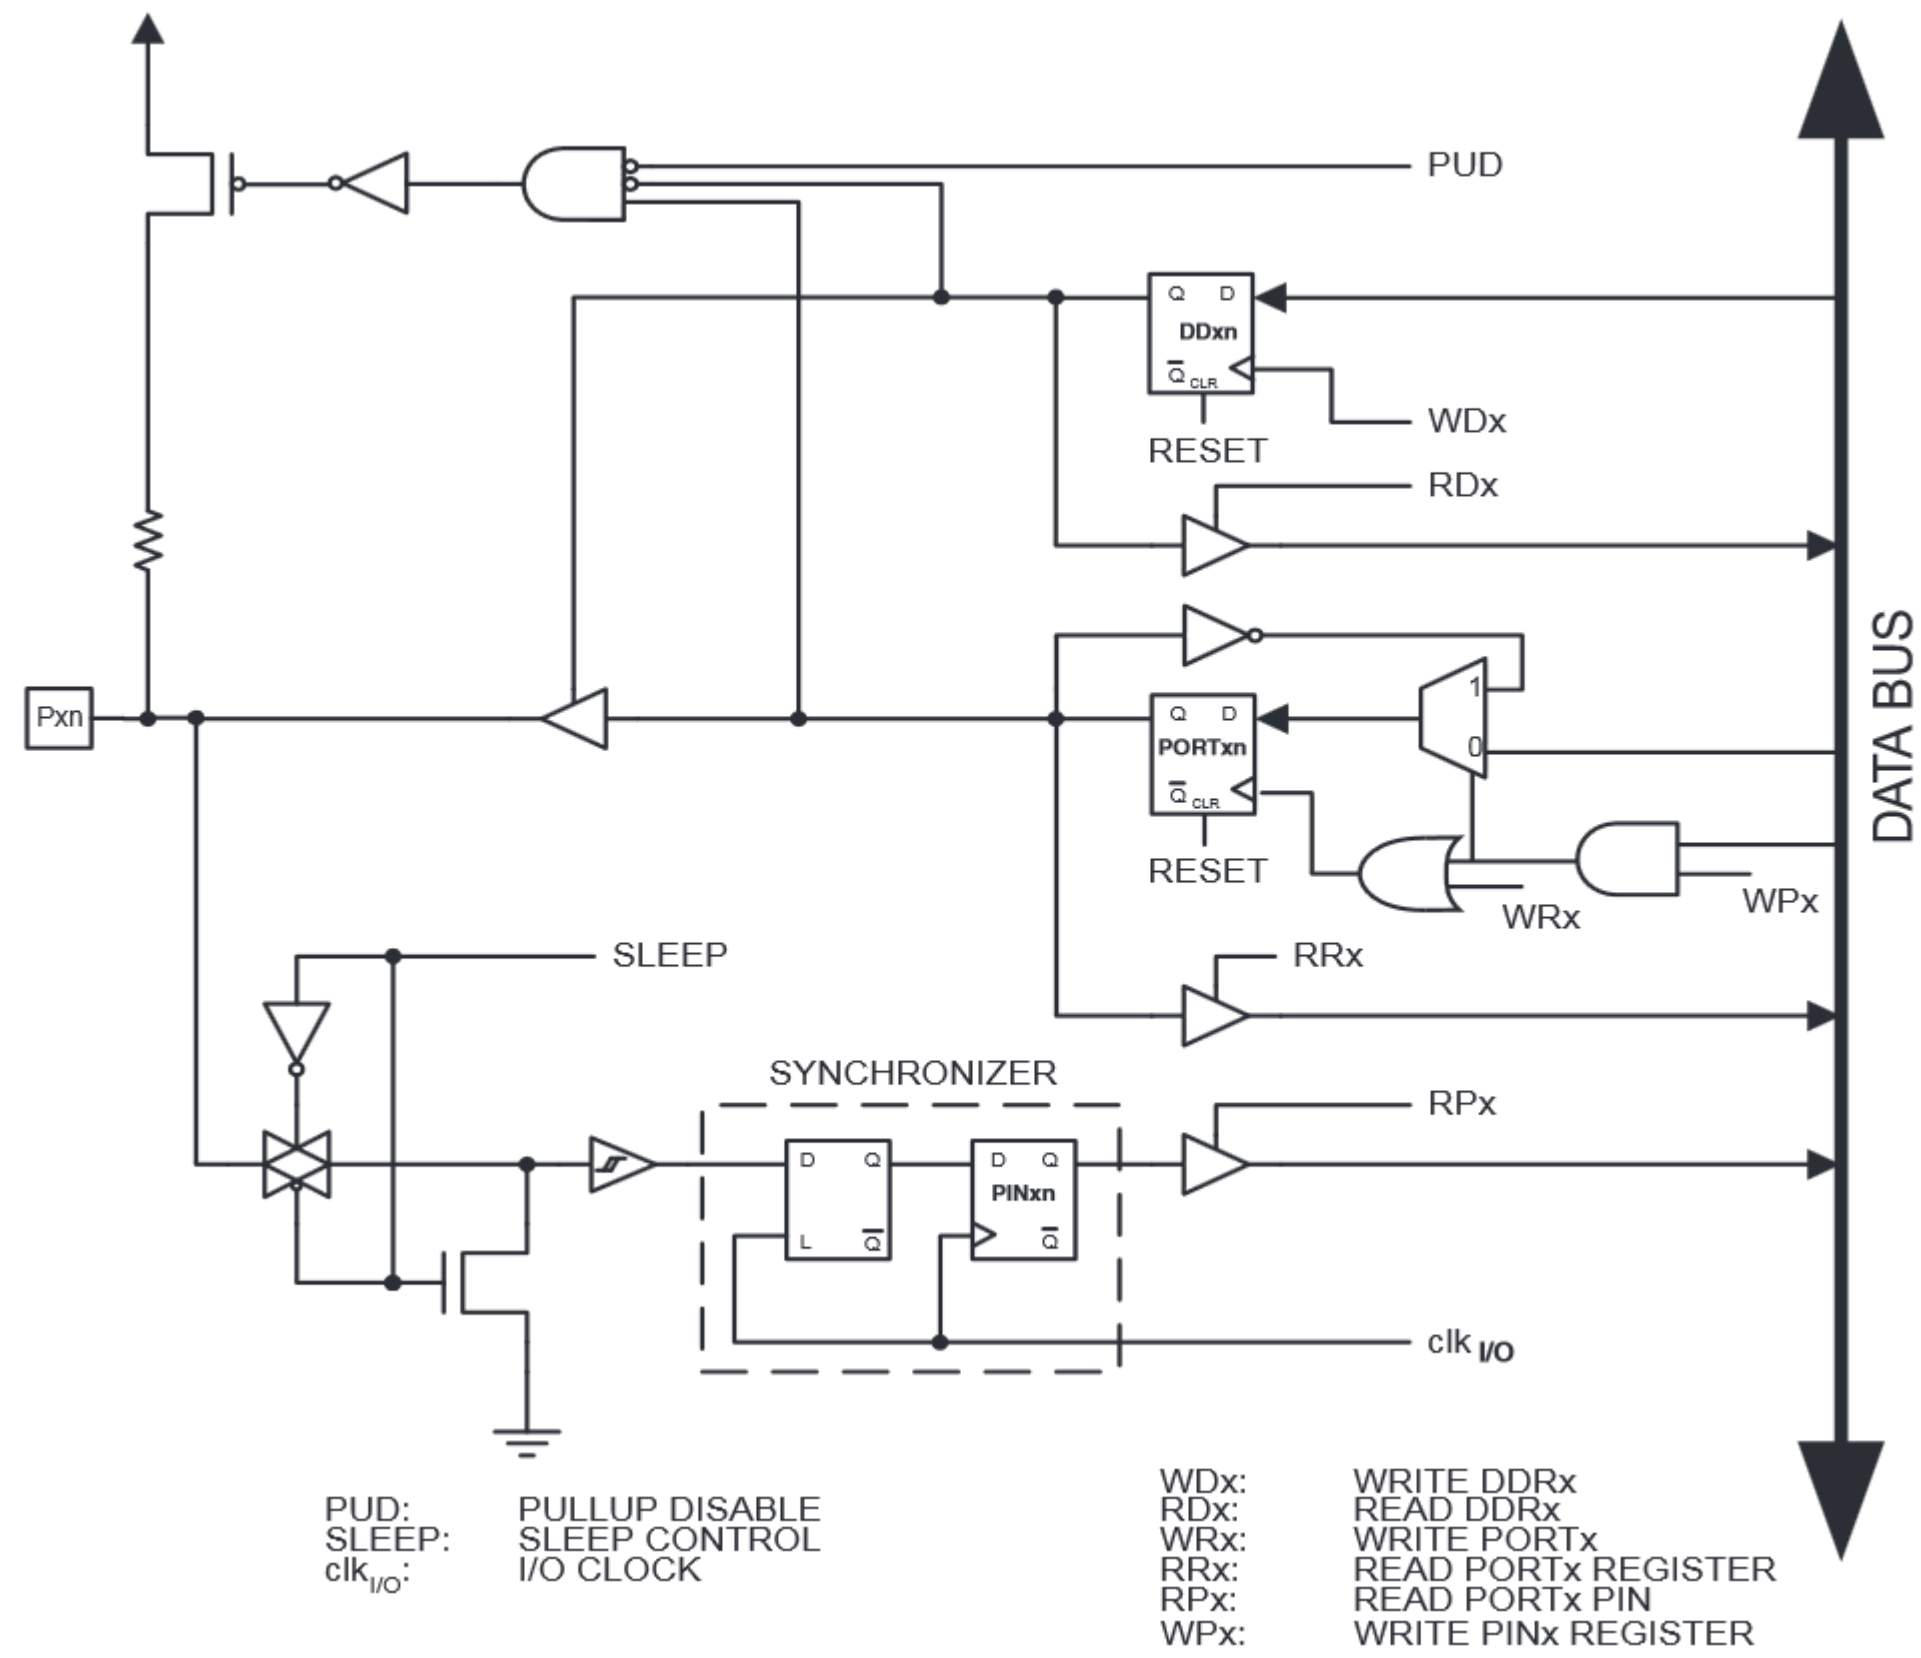 PUD
Q D
DDxn
Q CLR
WDx
RESET
RDx
1
Pxn
Q D
PORTxn
0
Q CLR
DATA BUS
RESET
WRx
WPx
SLEEP
RRx
SYNCHRONIZER
RPx
D Q
D Q
PINxn
L Q
Q
clk I/O
WDx: WRITE DDRx
PUD: PULLUP DISABLE
RDx: READ DDRx
SLEEP: SLEEP CONTROL
WRx: WRITE PORTx
clkI/O: I/O CLOCK
RRx: READ PORTx REGISTER
RPx: READ PORTx PIN
WPx: WRITE PINx REGISTER